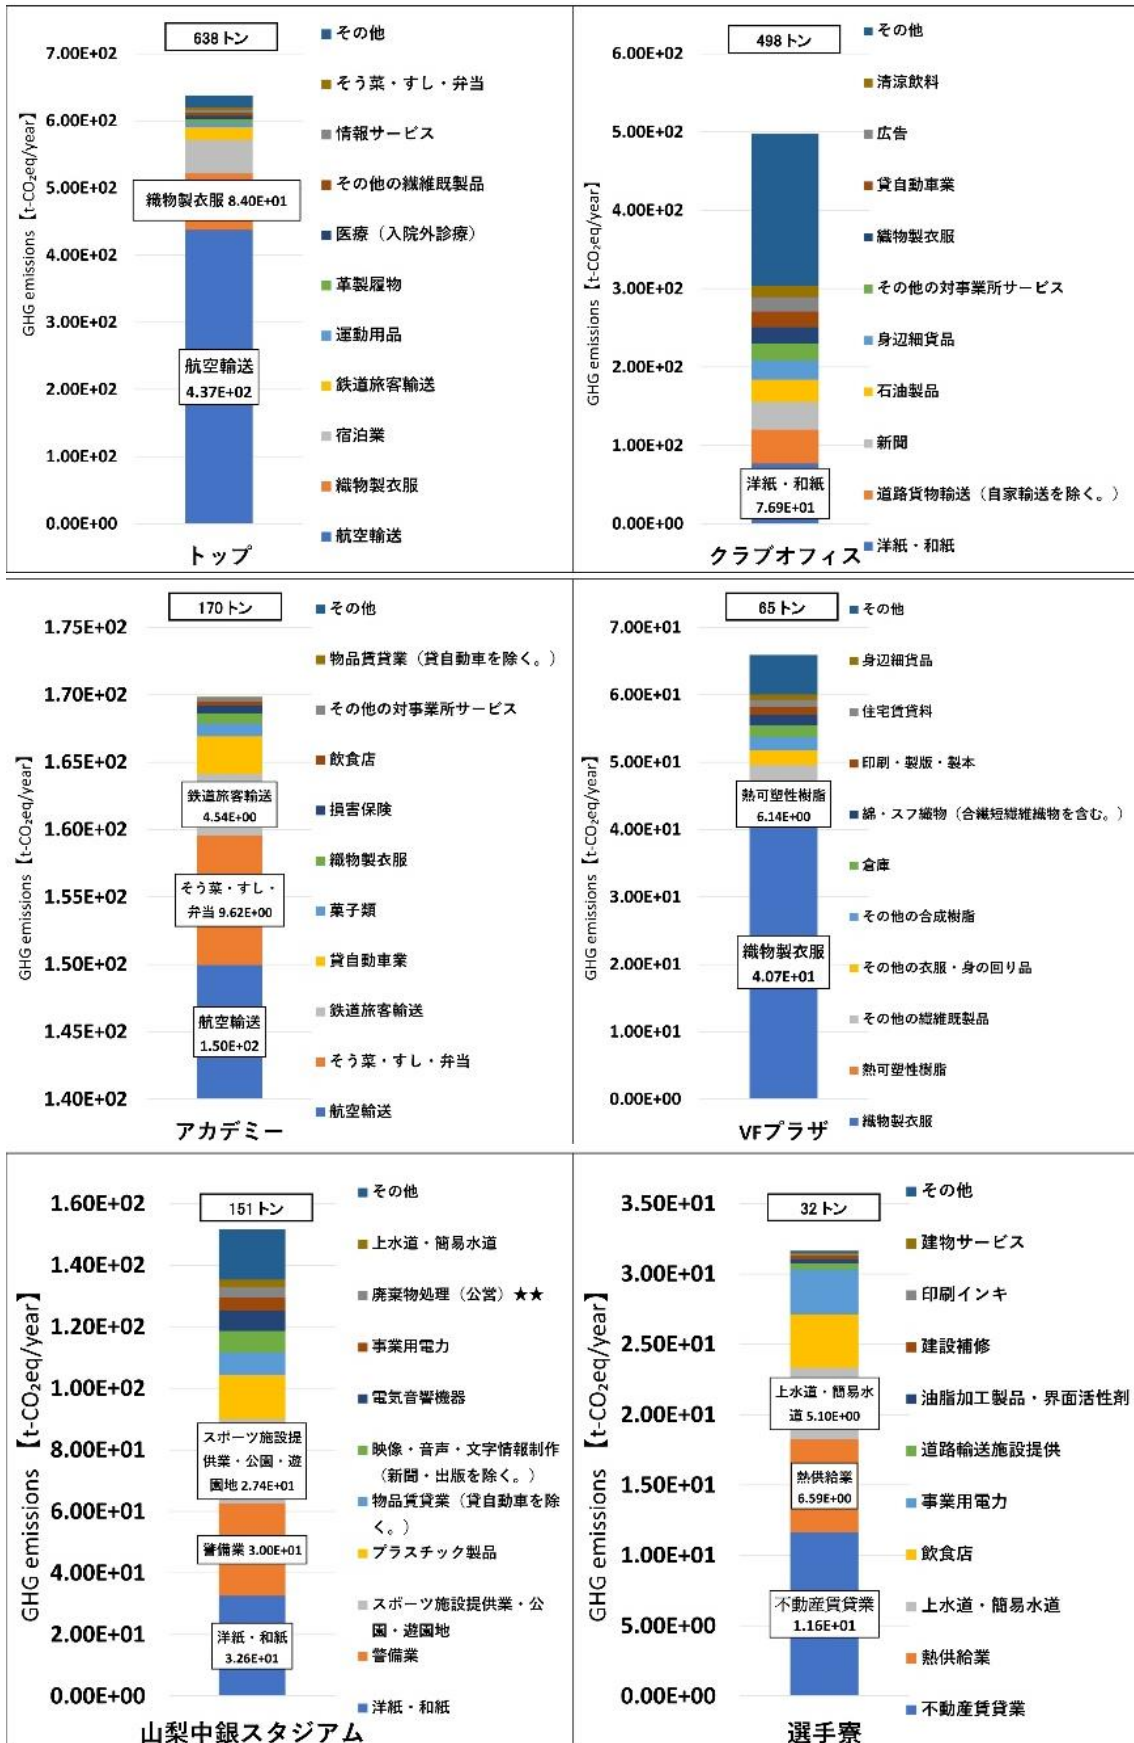 638 トン
7.00E+02
6.00E+02
5.00E+02
4.00E+02
3.00E+02
2.00E+02
1.00E+02
0.00E+00
GHG emissions 【t-CO₂eq/year】
織物製衣服 8.40E+01
航空輸送
4.37E+02
トップ
その他
そう菜・すし・弁当
情報サービス
その他の繊維既製品
医療（入院外診療）
革製履物
運動用品
鉄道旅客輸送
宿泊業
織物製衣服
航空輸送
498 トン
6.00E+02
5.00E+02
4.00E+02
3.00E+02
2.00E+02
1.00E+02
0.00E+00
GHG emissions 【t-CO₂eq/year】
洋紙・和紙
7.69E+01
クラブオフィス
その他
清涼飲料
広告
貸自動車業
織物製衣服
その他の対事業所サービス
身辺細貨品
石油製品
新聞
道路貨物輸送（自家輸送を除く。）
洋紙・和紙
170 トン
1.75E+02
1.70E+02
1.65E+02
1.60E+02
1.55E+02
1.50E+02
1.45E+02
1.40E+02
GHG emissions 【t-CO₂eq/year】
鉄道旅客輸送
4.54E+00
そう菜・すし・
弁当 9.62E+00
航空輸送
1.50E+02
アカデミー
その他
物品賃貸業（貸自動車を除く。）
その他の対事業所サービス
飲食店
損害保険
織物製衣服
菓子類
貸自動車業
鉄道旅客輸送
そう菜・すし・弁当
航空輸送
65 トン
7.00E+01
6.00E+01
5.00E+01
4.00E+01
3.00E+01
2.00E+01
1.00E+01
0.00E+00
GHG emissions 【t-CO₂eq/year】
熱可塑性樹脂
6.14E+00
織物製衣服
4.07E+01
VFプラザ
その他
身辺細貨品
住宅賃貸料
印刷・製版・製本
綿・スフ織物（合繊短繊維織物を含む。）
倉庫
その他の合成樹脂
その他の衣服・身の回り品
その他の繊維既製品
熱可塑性樹脂
織物製衣服
151 トン
1.60E+02
1.40E+02
1.20E+02
1.00E+02
8.00E+01
6.00E+01
4.00E+01
2.00E+01
0.00E+00
GHG emissions 【t-CO₂eq/year】
スポーツ施設提
供業・公園・遊
園地 2.74E+01
警備業 3.00E+01
洋紙・和紙
3.26E+01
山梨中銀スタジアム
その他
上水道・簡易水道
廃棄物処理（公営）★★
事業用電力
電気音響機器
映像・音声・文字情報制作
（新聞・出版を除く。）
物品賃貸業（貸自動車を除
く。）
プラスチック製品
スポーツ施設提供業・公
園・遊園地
警備業
洋紙・和紙
32 トン
3.50E+01
3.00E+01
2.50E+01
2.00E+01
1.50E+01
1.00E+01
5.00E+00
0.00E+00
GHG emissions 【t-CO₂eq/year】
上水道・簡易水
道 5.10E+00
熱供給業
6.59E+00
不動産賃貸業
1.16E+01
選手寮
その他
建物サービス
印刷インキ
建設補修
油脂加工製品・界面活性剤
道路輸送施設提供
事業用電力
飲食店
上水道・簡易水道
熱供給業
不動産賃貸業